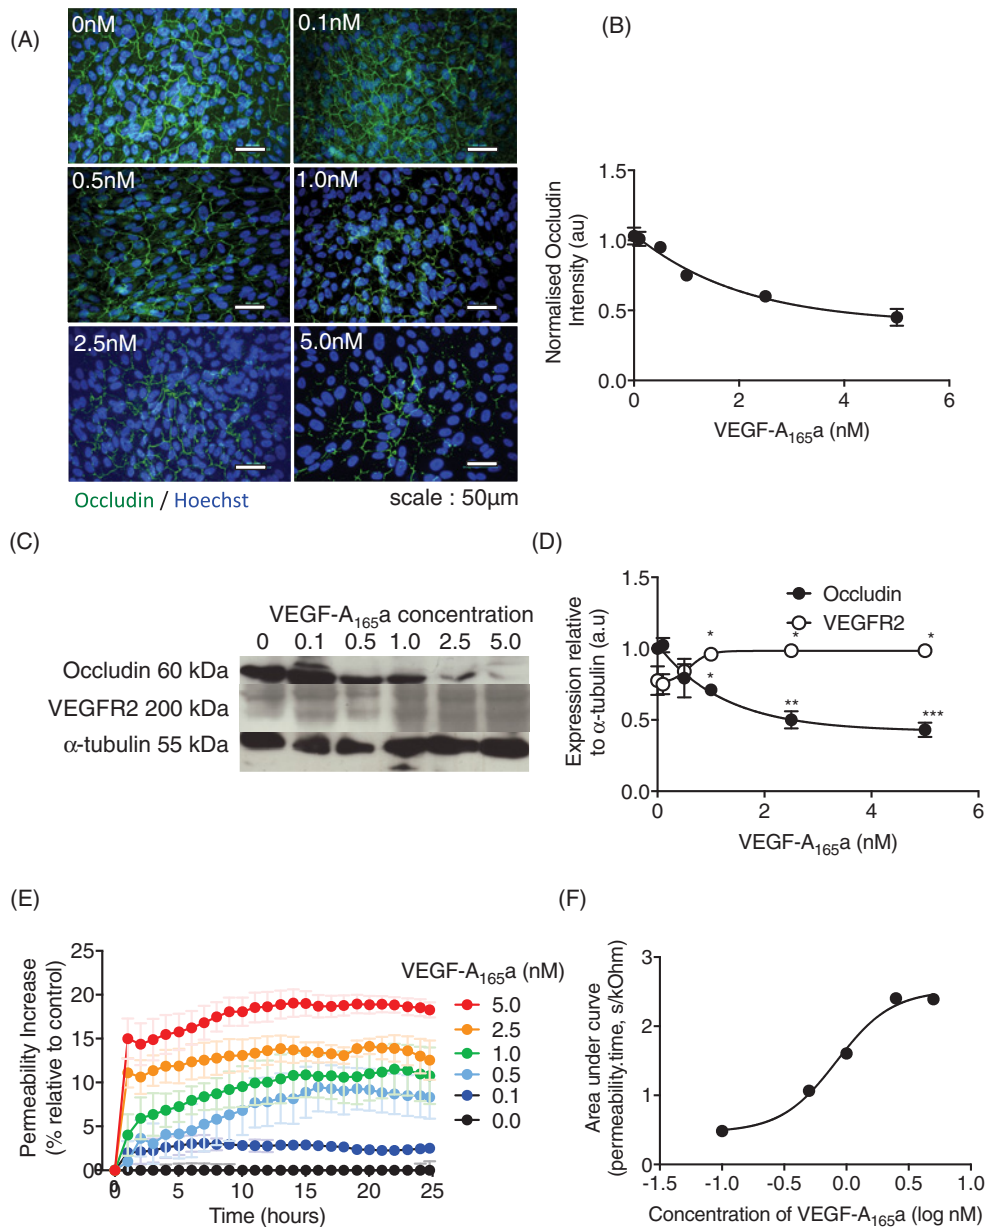 (A)
0nM
0.1nM
0.5nM
1.0nM
2.5nM
5.0nM
Occludin / Hoechst
scale : 50μm
(B)
Normalised Occludin
Intensity (au)
1.5
1.0
0.5
0.0
0 2 4 6
VEGF-A165a (nM)
(C)
VEGF-A165a concentration
0 0.1 0.5 1.0 2.5 5.0
Occludin 60 kDa
VEGFR2 200 kDa
α-tubulin 55 kDa
(D)
Expression relative
to α-tubulin (a.u)
1.5
1.0
0.5
0.0
Occludin
VEGFR2
* * *
* ** ***
0 2 4 6
VEGF-A165a (nM)
(E)
Permeability Increase
(% relative to control)
25
20
15
10
5
0
0 5 10 15 20 25
Time (hours)
VEGF-A165a (nM)
5.0
2.5
1.0
0.5
0.1
0.0
(F)
Area under curve
(permeability.time, s/kOhm)
3
2
1
0
-1.5 -1.0 -0.5 0.0 0.5 1.0
Concentration of VEGF-A165a (log nM)